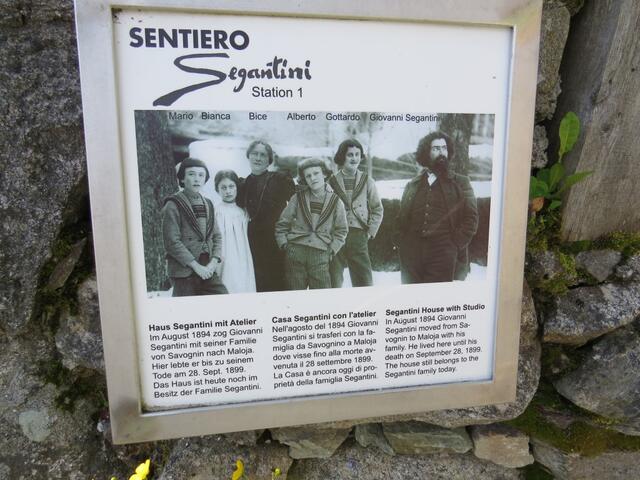 SENTIERO
Segantini
Station 1
Mario Bianca Bice Alberto Gottardo Giovanni Segantini
Haus Segantini mit Atelier
Im August 1894 zog Giovanni
Segantini mit seiner Familie
von Savognin nach Maloja.
Hier lebte er bis zu seinem
Tode am 28. Sept. 1899.
Das Haus ist heute noch im
Besitz der Familie Segantini.
Casa Segantini con l'atelier
Nell'agosto del 1894 Giovanni
Segantini si trasferì con la fa-
miglia da Savognino a Maloja
dove visse fino alla morte av-
venuta il 28 settembre 1899.
La Casa è ancora oggi di pro-
prietà della famiglia Segantini.
Segantini House with Studio
In August 1894 Giovanni
Segantini moved from Sa-
vognin to Maloja with his
family. He lived here until his
death on September 28, 1899.
The house still belongs to the
Segantini family today.